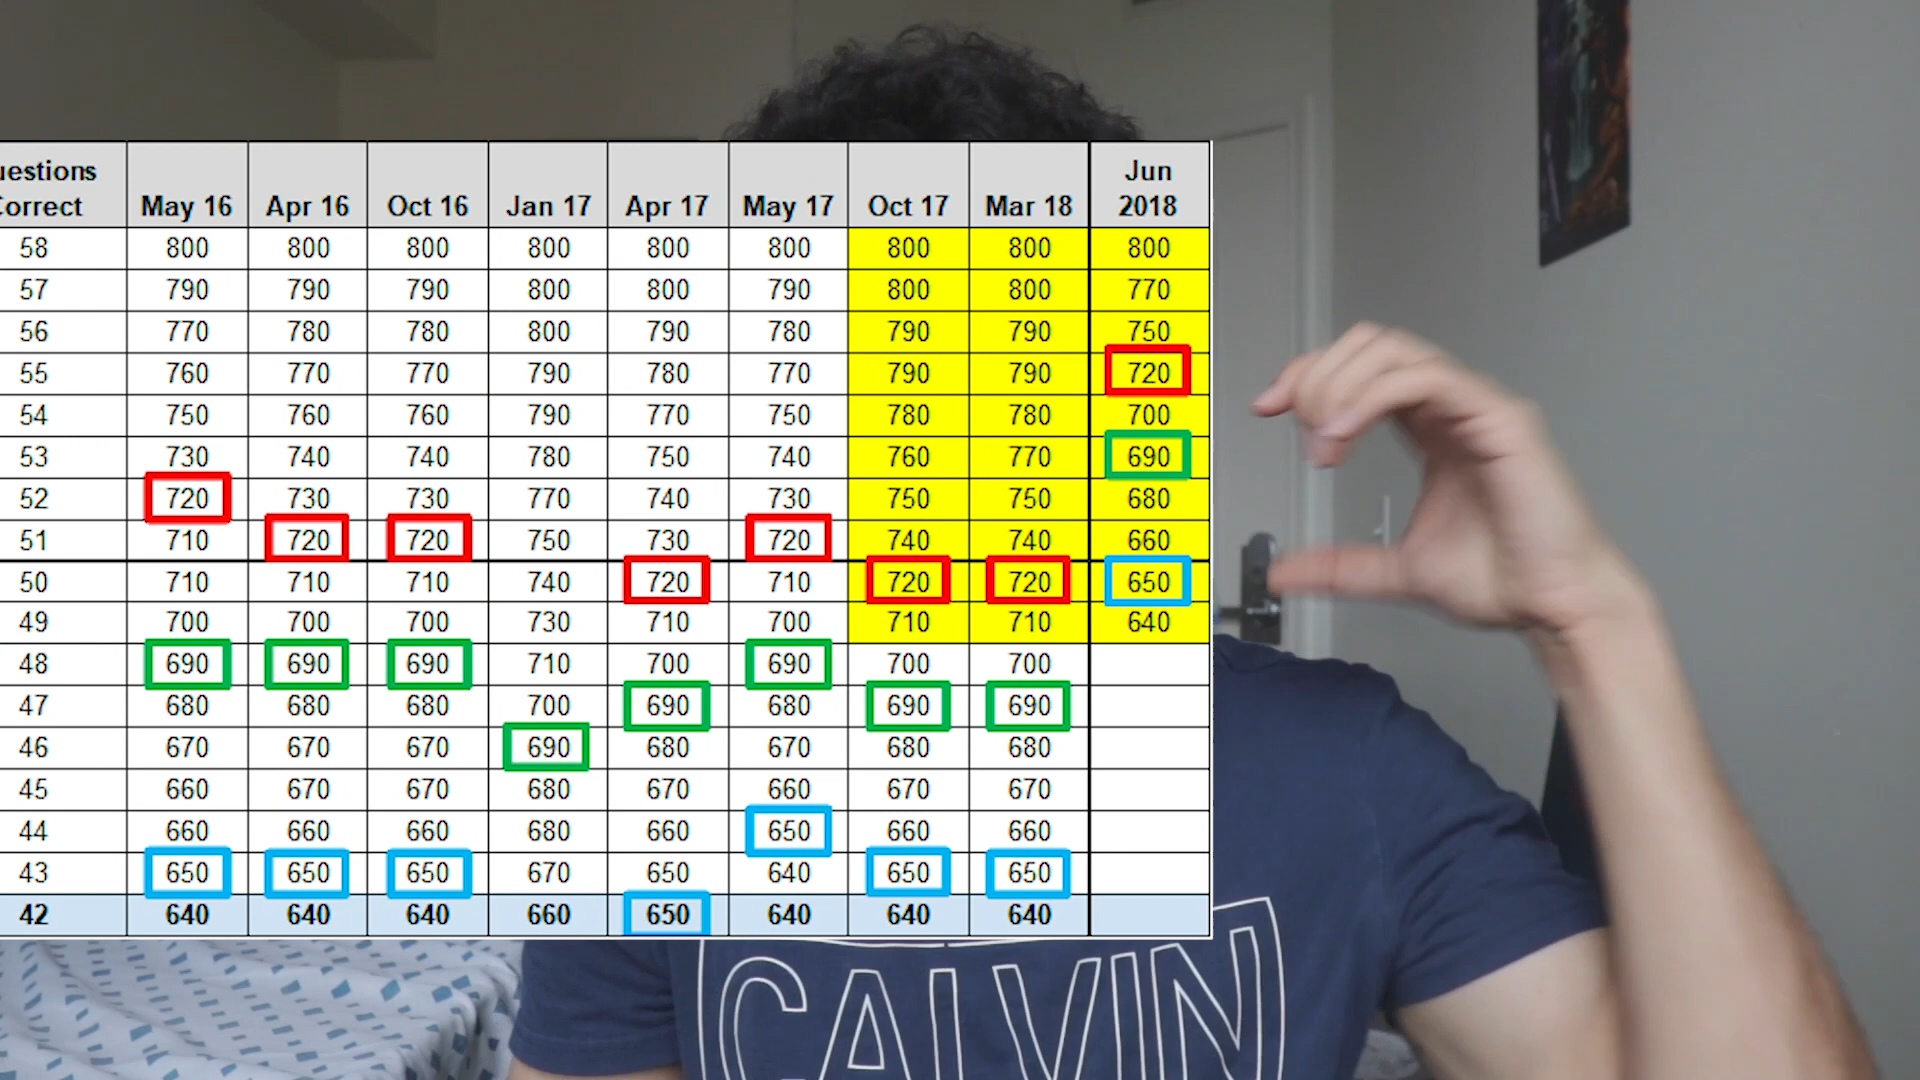 uestions
Correct May 16 Apr 16 Oct 16 Jan 17 Apr 17 May 17 Oct 17 Mar 18 Jun 2018
58 800 800 800 800 800 800 800 800 800
57 790 790 790 800 800 790 800 800 770
56 770 780 780 800 790 780 790 790 750
55 760 770 770 790 780 770 790 790 720
54 750 760 760 790 770 750 780 780 700
53 730 740 740 780 750 740 760 770 690
52 720 730 730 770 740 730 750 750 680
51 710 720 720 750 730 720 740 740 660
50 710 710 710 740 720 710 720 720 650
49 700 700 700 730 710 700 710 710 640
48 690 690 690 710 700 690 700 700
47 680 680 680 700 690 680 690 690
46 670 670 670 690 680 670 680 680
45 660 670 670 680 670 660 670 670
44 660 660 660 680 660 650 660 660
43 650 650 650 670 650 640 650 650
42 640 640 640 660 650 640 640 640
CALVIN